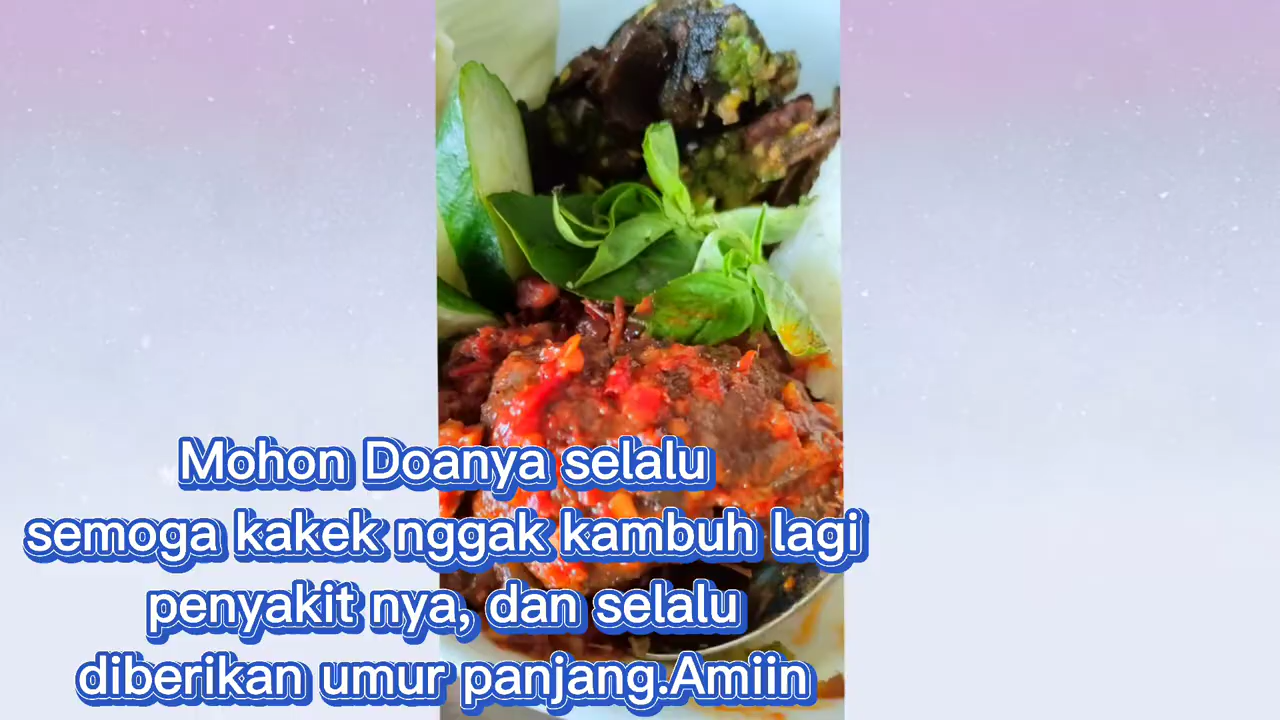 Mohon Doanya selalu
semoga kakek nggak kambuh lagi
penyakit nya, dan selalu
diberikan umur panjang.Amiin